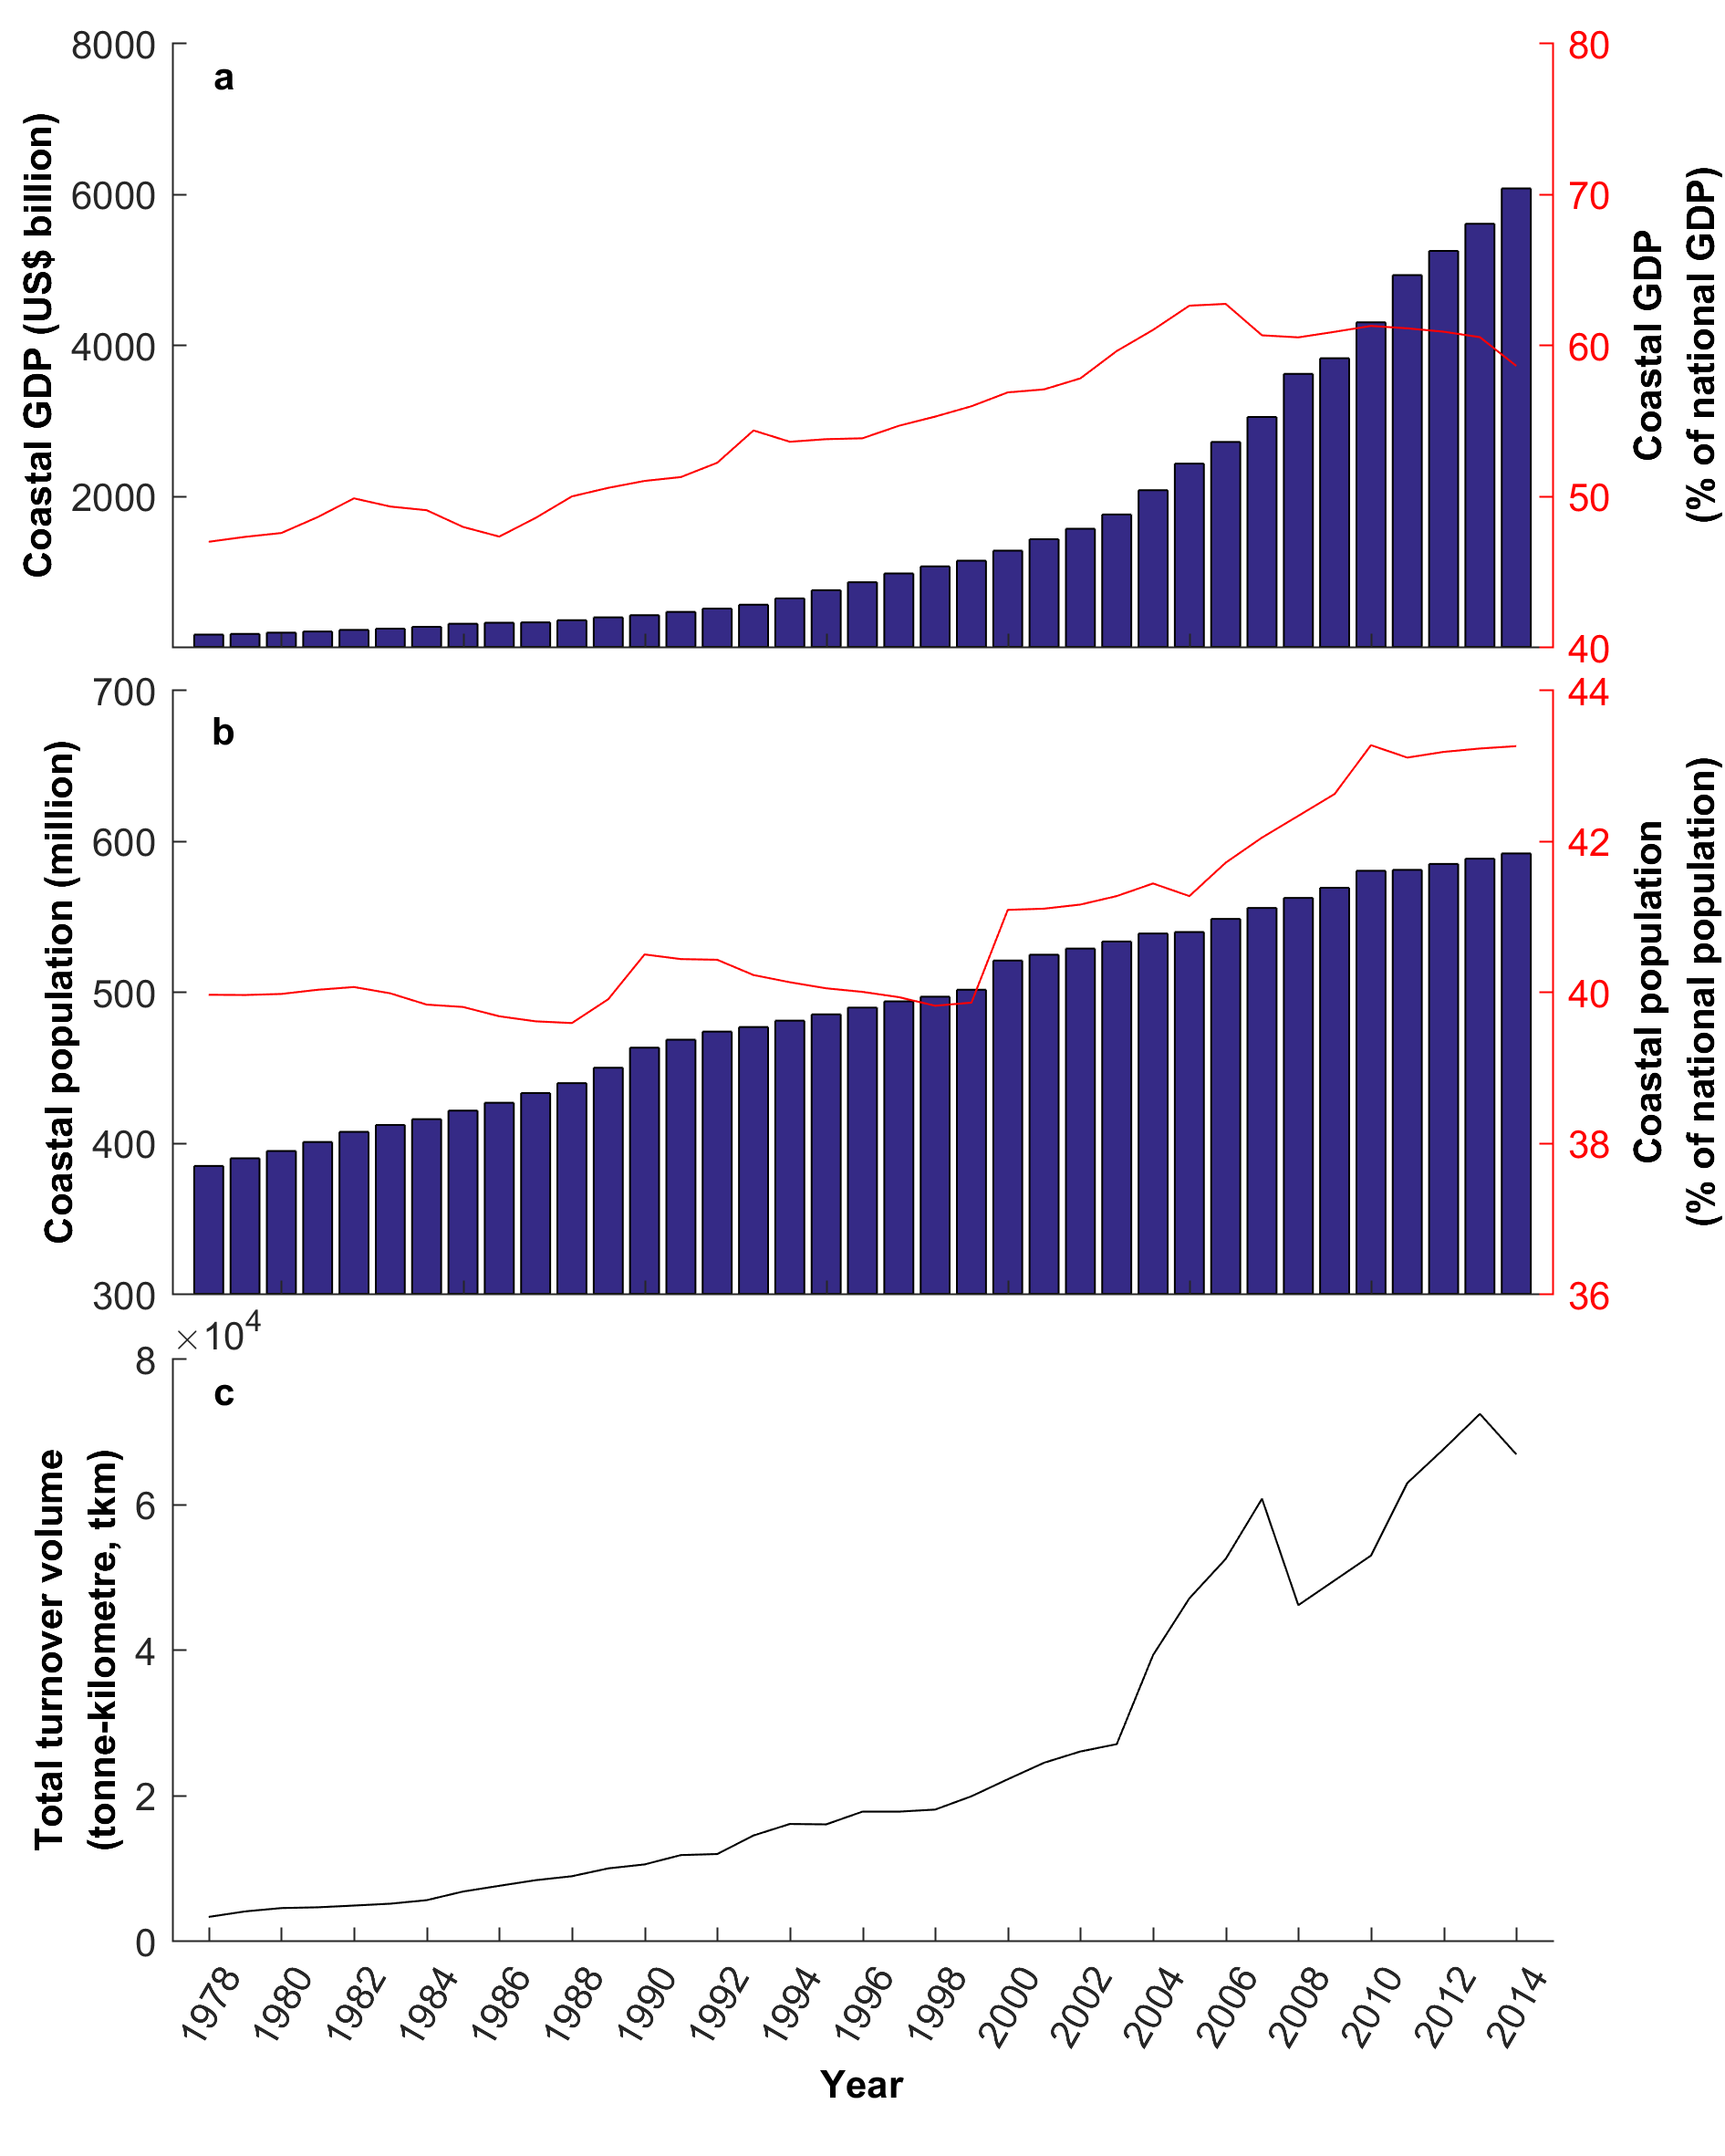 8000
6000
4000
2000
Coastal GDP (US$ billion)
a
80
70
60
50
40
Coastal GDP
(% of national GDP)
700
600
500
400
300
Coastal population (million)
b
44
42
40
38
36
Coastal population
(% of national population)
×10⁴
8
6
4
2
0
Total turnover volume
(tonne-kilometre, tkm)
c
1978 1980 1982 1984 1986 1988 1990 1992 1994 1996 1998 2000 2002 2004 2006 2008 2010 2012 2014
Year